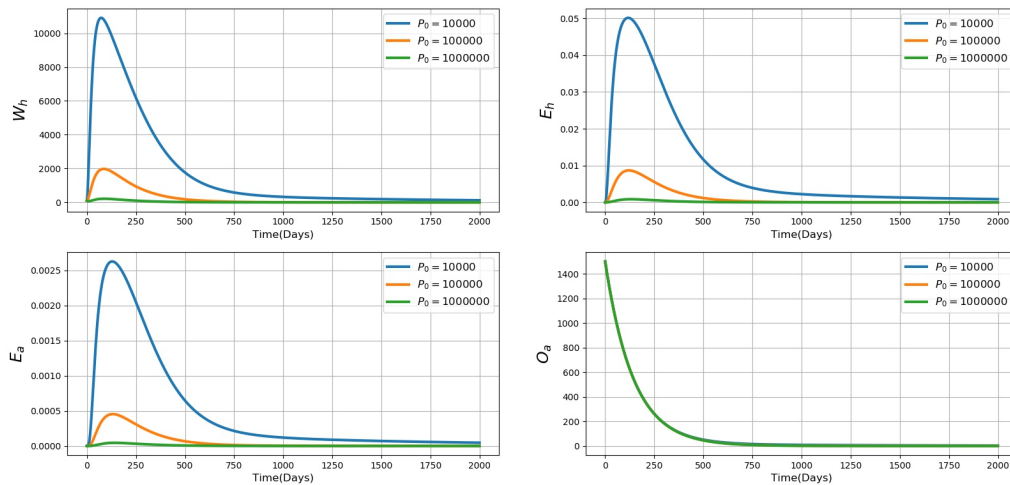 10000
8000
6000
4000
2000
0
W_h
P_0 = 10000
P_0 = 100000
P_0 = 1000000
0 250 500 750 1000 1250 1500 1750 2000
Time(Days)
0.05
0.04
0.03
0.02
0.01
0.00
E_h
P_0 = 10000
P_0 = 100000
P_0 = 1000000
0 250 500 750 1000 1250 1500 1750 2000
Time(Days)
0.0025
0.0020
0.0015
0.0010
0.0005
0.0000
E_a
P_0 = 10000
P_0 = 100000
P_0 = 1000000
0 250 500 750 1000 1250 1500 1750 2000
Time(Days)
1400
1200
1000
800
600
400
200
0
O_a
P_0 = 10000
P_0 = 100000
P_0 = 1000000
0 250 500 750 1000 1250 1500 1750 2000
Time(Days)